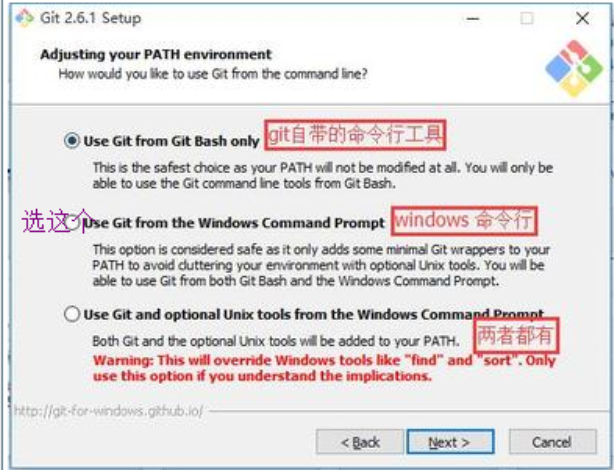 Git 2.6.1 Setup
Adjusting your PATH environment
How would you like to use Git from the command line?
Use Git from Git Bash only git自带的命令行工具
This is the safest choice as your PATH will not be modified at all. You will only be
able to use the Git command line tools from Git Bash.
选这个 Use Git from the Windows Command Prompt windows 命令行
This option is considered safe as it only adds some minimal Git wrappers to your
PATH to avoid cluttering your environment with optional Unix tools. You will be
able to use Git from both Git Bash and the Windows Command Prompt.
Use Git and optional Unix tools from the Windows Command Prompt
Both Git and the optional Unix tools will be added to your PATH. 两者都有
Warning: This will override Windows tools like "find" and "sort". Only
use this option if you understand the implications.
http://git-for-windows.github.io/
< Back Next > Cancel